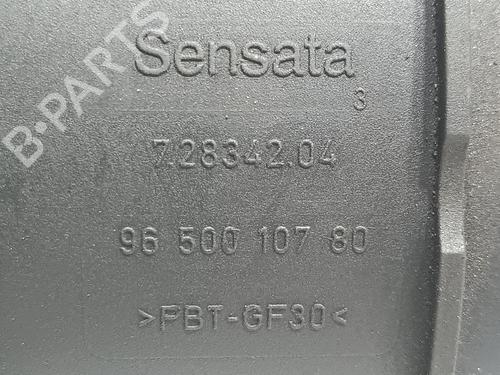 Sensata
3
7.28342.04
96 500 107 80
>PBT-GF30<
B-PARTS